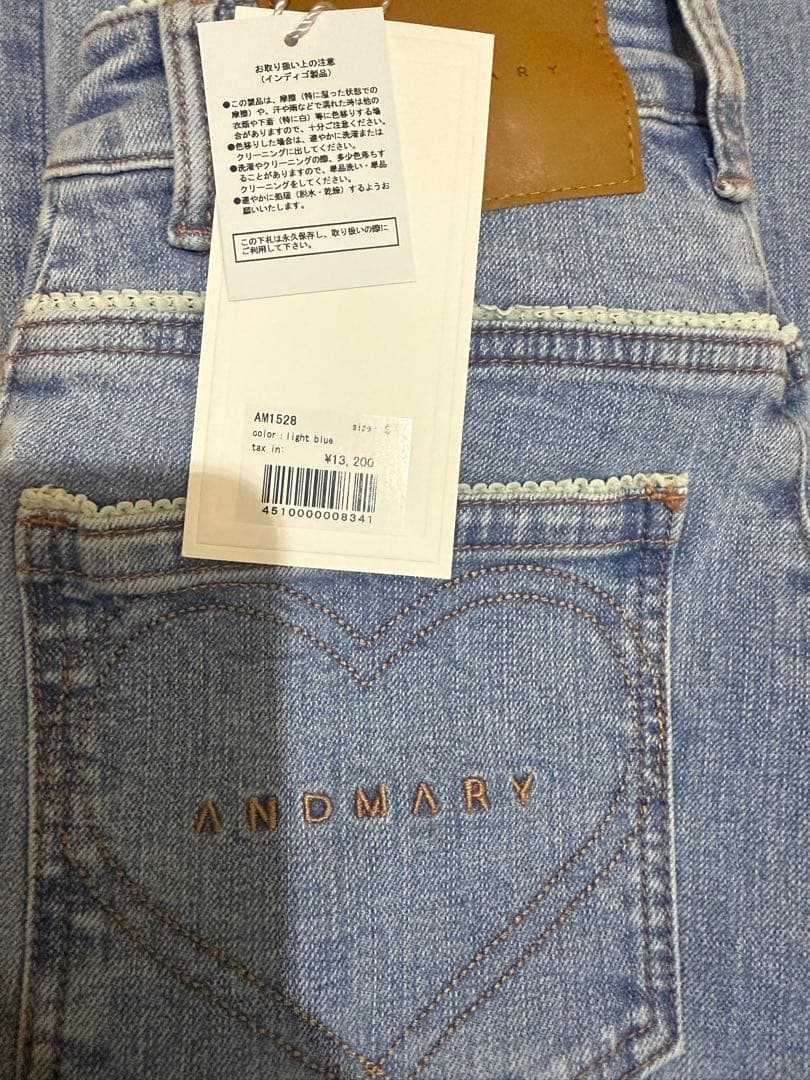 お取り扱い上の注意
(インディゴ製品)
●この製品は、摩擦（特に湿った状態での
摩擦）や、汗や雨などで濡れた時は他の
衣類や下着（特に白）等に色移りする場
合がありますので、十分ご注意ください。
●色移りした場合は、速やかに洗濯または
クリーニングに出してください。
●洗濯やクリーニングの際、多少色落ちす
ることがありますので、単品洗い・単品
クリーニングをしてください。
●速やかに処理（脱水・乾燥）するようお
願いいたします。
この下札は永久保存し、取り扱いの際に
ご利用して下さい。
ARY
AM1528
size: S
color : light blue
tax in:
¥13,200
4510000008341
ANDMARY